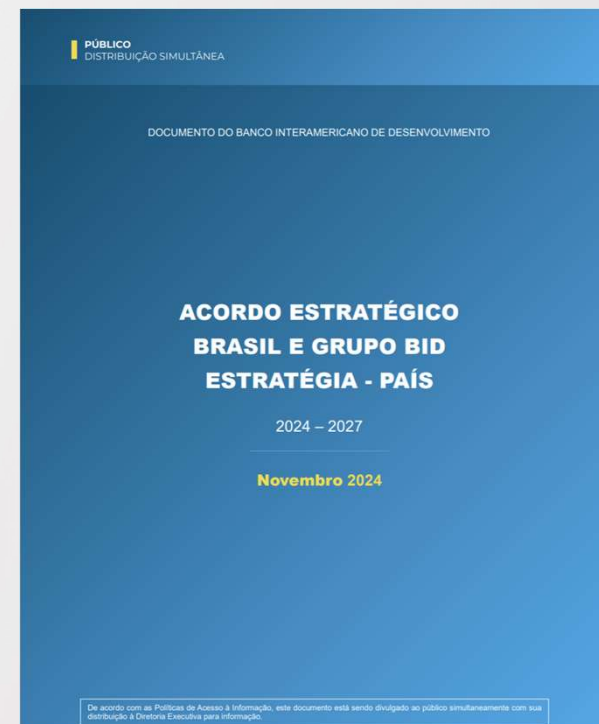 PÚBLICO
DISTRIBUIÇÃO SIMULTÂNEA
DOCUMENTO DO BANCO INTERAMERICANO DE DESENVOLVIMENTO
ACORDO ESTRATÉGICO
BRASIL E GRUPO BID
ESTRATÉGIA - PAÍS
2024 – 2027
Novembro 2024
De acordo com as Políticas de Acesso à Informação, este documento está sendo divulgado ao público simultaneamente com sua
distribuição à Diretoria Executiva para informação.